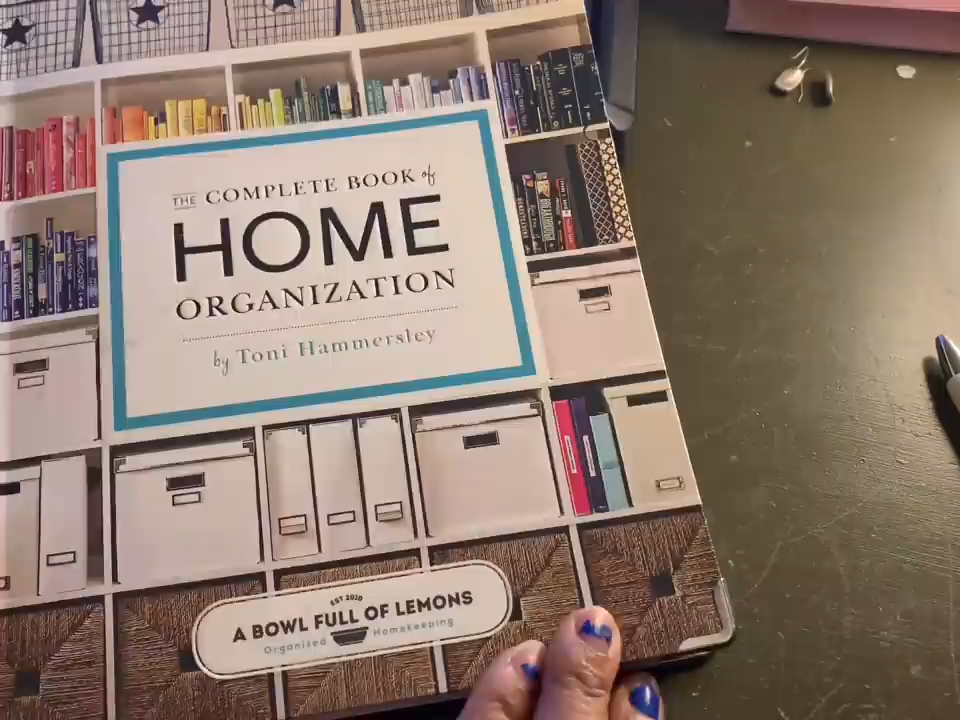 THE COMPLETE BOOK of
HOME
ORGANIZATION
by Toni Hammersley
EST 2010
A BOWL FULL OF LEMONS
Organized Homekeeping